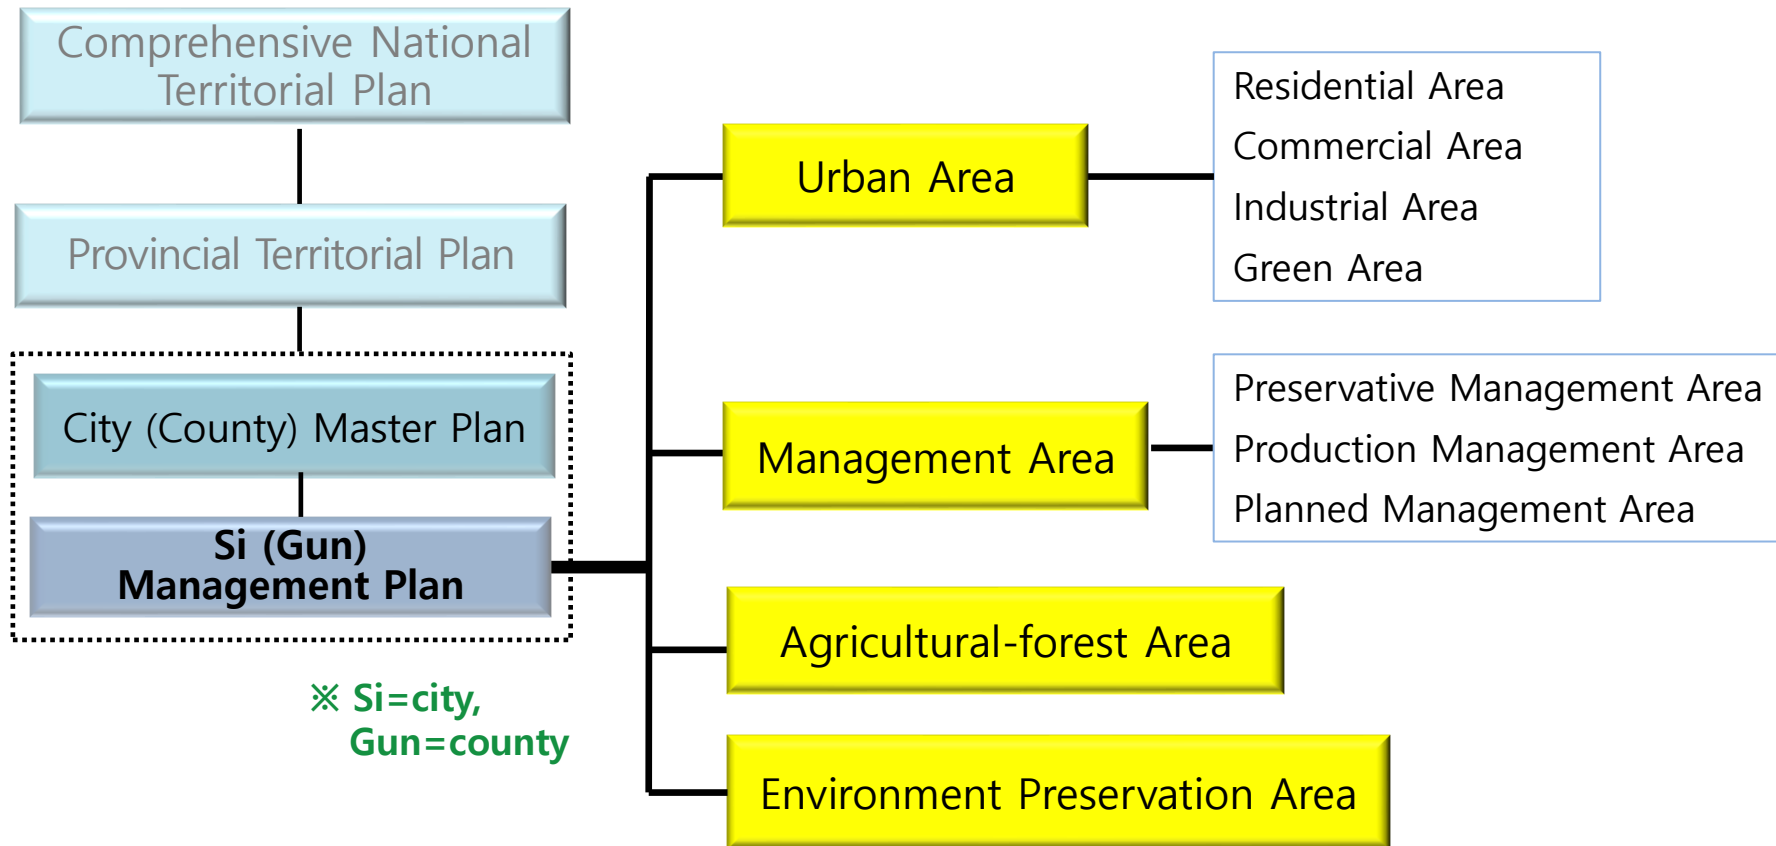 Comprehensive National
Territorial Plan
Provincial Territorial Plan
City (County) Master Plan
Si (Gun)
Management Plan
※ Si=city,
Gun=county
Urban Area
Management Area
Agricultural-forest Area
Environment Preservation Area
Residential Area
Commercial Area
Industrial Area
Green Area
Preservative Management Area
Production Management Area
Planned Management Area